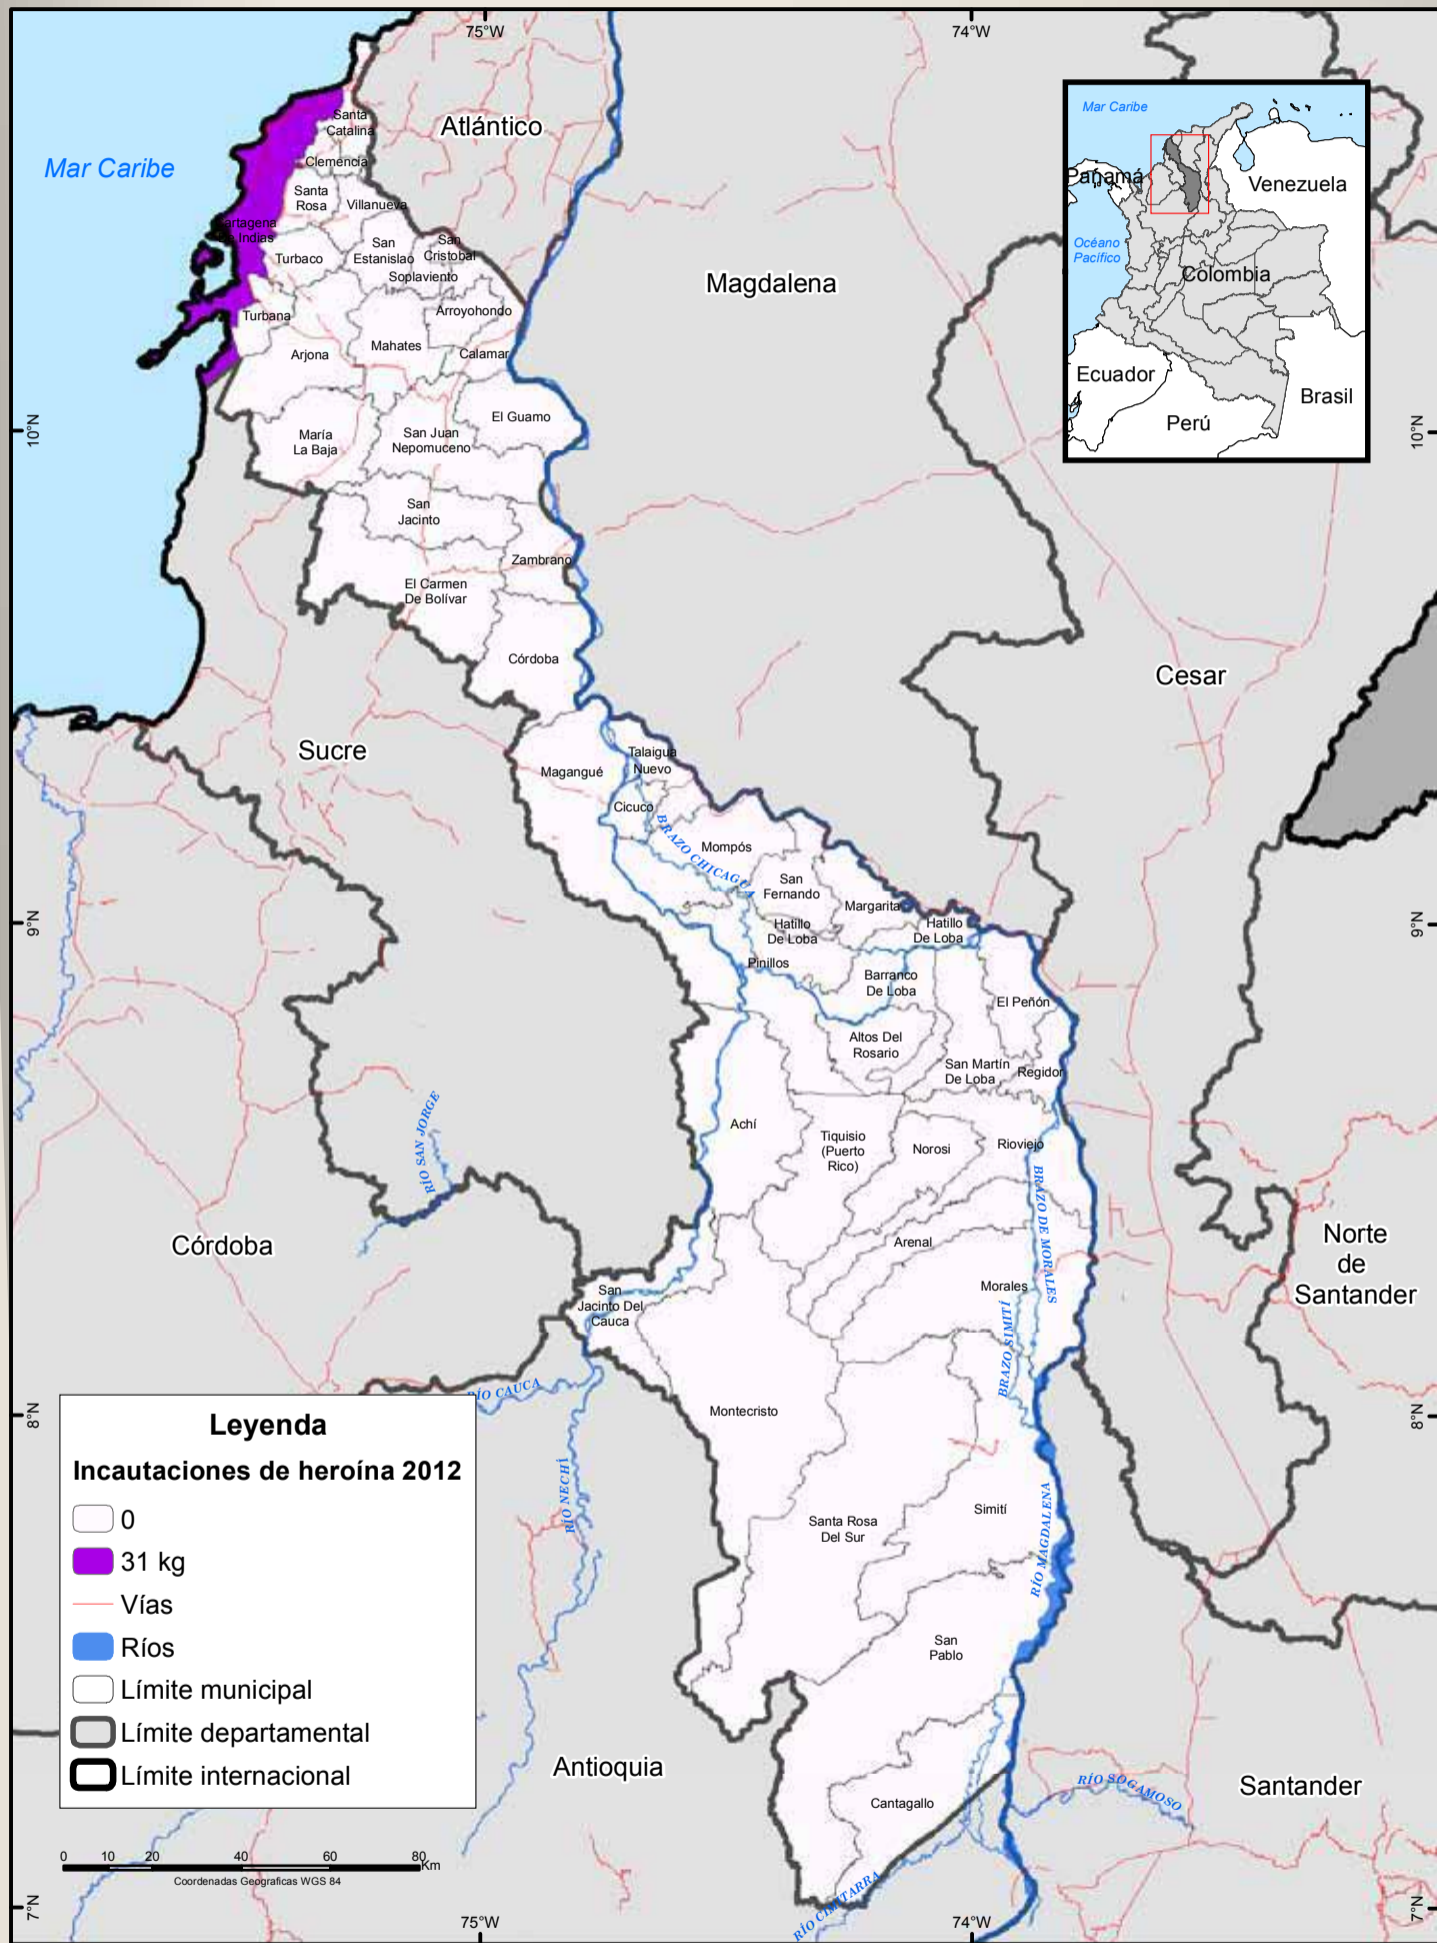 75°W
74°W
Mar Caribe
Panamá
Venezuela
Océano
Pacífico
Colombia
Ecuador
Brasil
Perú
Atlántico
Santa
Catalina
Mar Caribe
Clemencia
Santa
Rosa
Villanueva
Cartagena
De Indias
San
Estanislao
San
Cristobal
Turbaco
Soplaviento
Magdalena
Turbana
Arroyohondo
Mahates
Arjona
Calamar
El Guamo
10°N
10°N
María
La Baja
San Juan
Nepomuceno
San
Jacinto
Zambrano
El Carmen
De Bolívar
Córdoba
Cesar
Sucre
Talaigua
Nuevo
Magangué
Cicuco
BRAZO CHICAGUA
Mompós
San
Fernando
Margarita
9°N
9°N
Hatillo
De Loba
Hatillo
De Loba
Pinillos
Barranco
De Loba
El Peñón
Altos Del
Rosario
San Martín
De Loba
Regidor
RÍO SAN JORGE
Achí
Tiquisio
(Puerto
Rico)
Norosi
Rioviejo
BRAZO DE MORALES
Córdoba
Arenal
Norte
de
Santander
Morales
San
Jacinto Del
Cauca
BRAZO SIMITÍ
RÍO CAUCA
8°N
8°N
Montecristo
RÍO NECHÍ
Simití
Santa Rosa
Del Sur
RÍO MAGDALENA
San
Pablo
Antioquia
RÍO SOGAMOSO
Santander
Cantagallo
RÍO CIMITARRA
Leyenda
Incautaciones de heroína 2012
0
31 kg
Vías
Ríos
Límite municipal
Límite departamental
Límite internacional
0 10 20 40 60 80
Km
Coordenadas Geograficas WGS 84
7°N
7°N
75°W
74°W